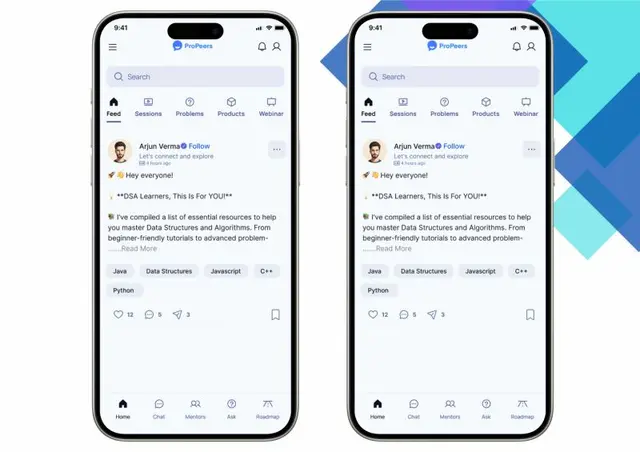 9:41
ProPeers
Search
Feed Sessions Problems Products Webinar
Arjun Verma Follow
Let's connect and explore
4 hours ago
🚀 👋 Hey everyone!
**DSA Learners, This Is For YOU!**
📚 I've compiled a list of essential resources to help
you master Data Structures and Algorithms. From
beginner-friendly tutorials to advanced problem-
......Read More
Java Data Structures Javascript C++
Python
12 5 3
Home Chat Mentors Ask Roadmap
9:41
ProPeers
Search
Feed Sessions Problems Products Webinar
Arjun Verma Follow
Let's connect and explore
4 hours ago
🚀 👋 Hey everyone!
**DSA Learners, This Is For YOU!**
📚 I've compiled a list of essential resources to help
you master Data Structures and Algorithms. From
beginner-friendly tutorials to advanced problem-
......Read More
Java Data Structures Javascript C++
Python
12 5 3
Home Chat Mentors Ask Roadmap